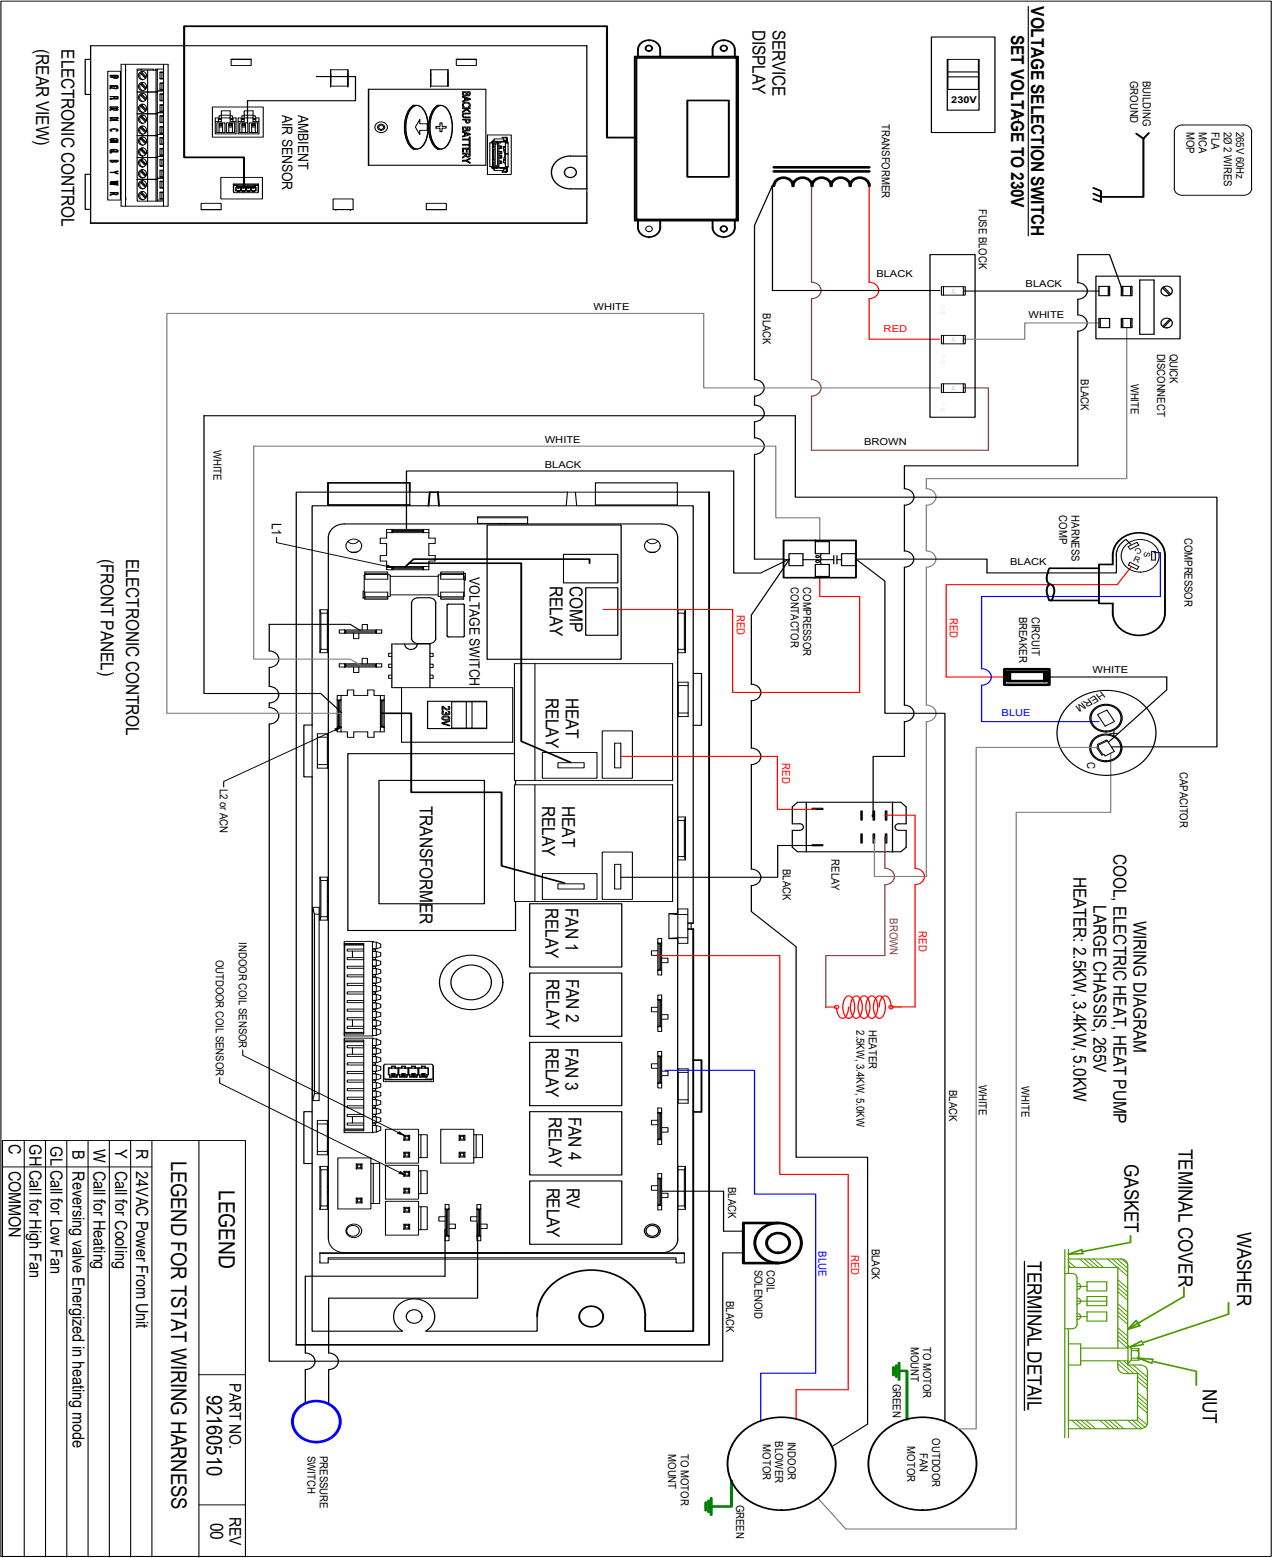 VOLTAGE SELECTION SWITCH
SET VOLTAGE TO 230V
230V
BUILDING
GROUND
265V 60Hz
2Ø 2 WIRES
FLA
MCA
MOP
SERVICE
DISPLAY
TRANSFORMER
FUSE BLOCK
BLACK
RED
BLACK
WHITE
QUICK
DISCONNECT
BLACK
WHITE
BLACK
BROWN
WHITE
WHITE
BLACK
WHITE
ELECTRONIC CONTROL
(REAR VIEW)
AMBIENT
AIR SENSOR
BACKUP BATTERY
+
ELECTRONIC CONTROL
(FRONT PANEL)
L1
L2 or ACN
VOLTAGE SWITCH
230V
COMP
RELAY
HEAT
RELAY
HEAT
RELAY
TRANSFORMER
FAN 1
RELAY
FAN 2
RELAY
FAN 3
RELAY
FAN 4
RELAY
RV
RELAY
INDOOR COIL SENSOR
OUTDOOR COIL SENSOR
COMPRESSOR
CONTACTOR
RED
BLACK
HARNESS
COMP
COMPRESSOR
C
S
R
CIRCUIT
BREAKER
RED
WHITE
BLUE
HERM
C
CAPACITOR
RED
BLACK
RELAY
BROWN
RED
HEATER
2.5KW, 3.4KW, 5.0KW
BLACK
WHITE
WHITE
WIRING DIAGRAM
COOL, ELECTRIC HEAT, HEAT PUMP
LARGE CHASSIS, 265V
HEATER: 2.5KW, 3.4KW, 5.0KW
BLACK
BLACK
COIL
SOLENOID
BLUE
RED
BLACK
PRESSURE
SWITCH
TO MOTOR
MOUNT
GREEN
OUTDOOR
FAN
MOTOR
INDOOR
BLOWER
MOTOR
TO MOTOR
MOUNT
GREEN
WASHER
TEMINAL COVER
GASKET
NUT
TERMINAL DETAIL
LEGEND
PART NO.
92160510
REV
00
LEGEND FOR TSTAT WIRING HARNESS
R 24VAC Power From Unit
Y Call for Cooling
W Call for Heating
B Reversing valve Energized in heating mode
GL Call for Low Fan
GH Call for High Fan
C COMMON